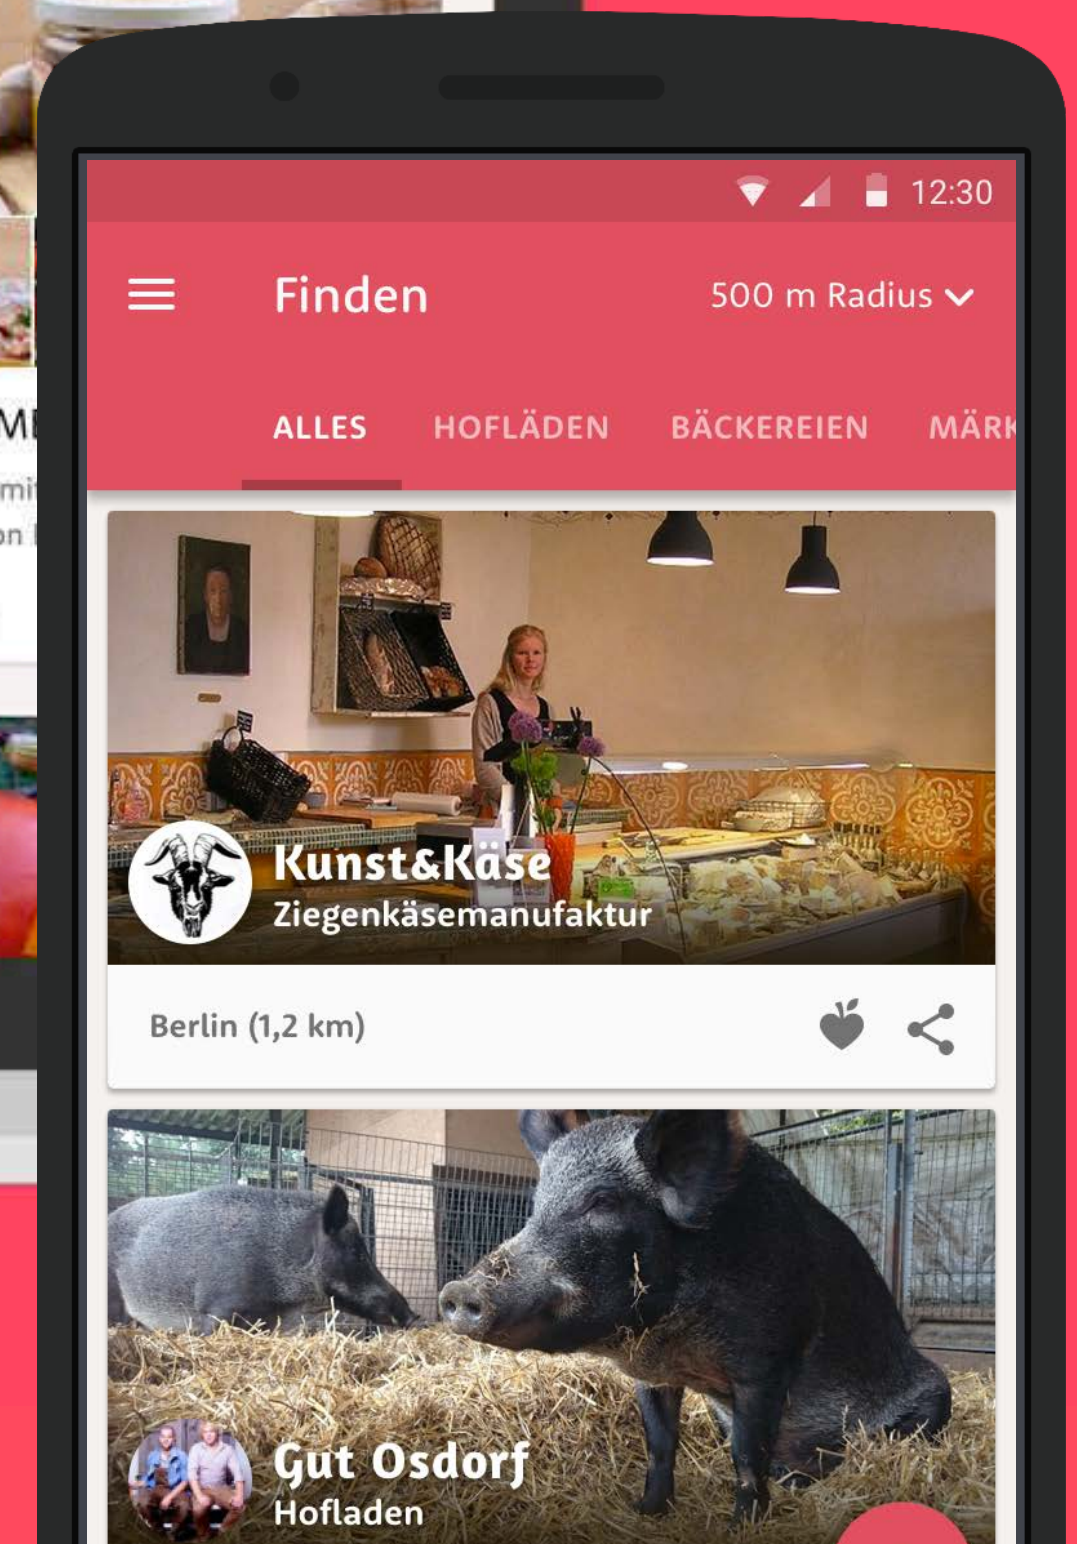 12:30
Finden
500 m Radius
ALLES HOFLÄDEN BÄCKEREIEN
Kunst&Käse
Ziegenkäsemanufaktur
Berlin (1,2 km)
Gut Osdorf
Hofladen